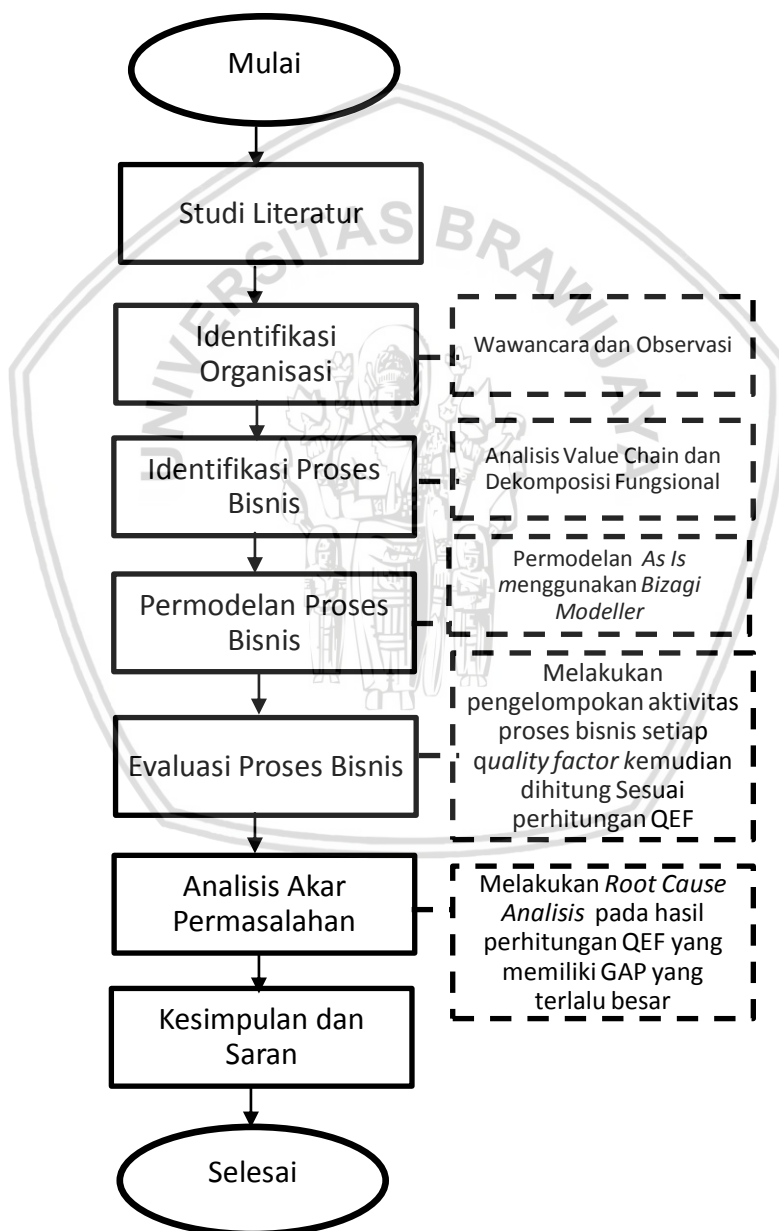 Mulai
Studi Literatur
UNIVERSITAS BRAWIJAYA
Identifikasi
Organisasi
Wawancara dan Observasi
Identifikasi Proses
Bisnis
Analisis Value Chain dan
Dekomposisi Fungsional
Permodelan Proses
Bisnis
Permodelan As Is
menggunakan Bizagi
Modeller
Evaluasi Proses Bisnis
Melakukan
pengelompokan aktivitas
proses bisnis setiap
quality factor kemudian
dihitung Sesuai
perhitungan QEF
Analisis Akar
Permasalahan
Melakukan Root Cause
Analisis pada hasil
perhitungan QEF yang
memiliki GAP yang
terlalu besar
Kesimpulan dan
Saran
Selesai